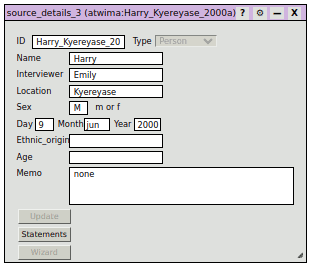 source_details_3 (atwima:Harry_Kyereyase_2000a) ? X
ID Harry_Kyereyase_20 Type Person
Name Harry
Interviewer Emily
Location Kyereyase
Sex M m or f
Day 9 Month jun Year 2000
Ethnic_origin
Age
Memo none
Update
Statements
Wizard